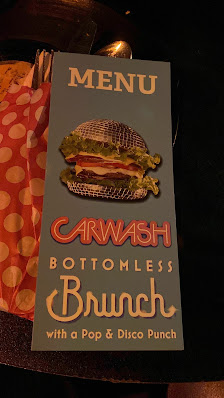 MENU
CARWASH
BOTTOMLESS
Brunch
with a Pop & Disco Punch